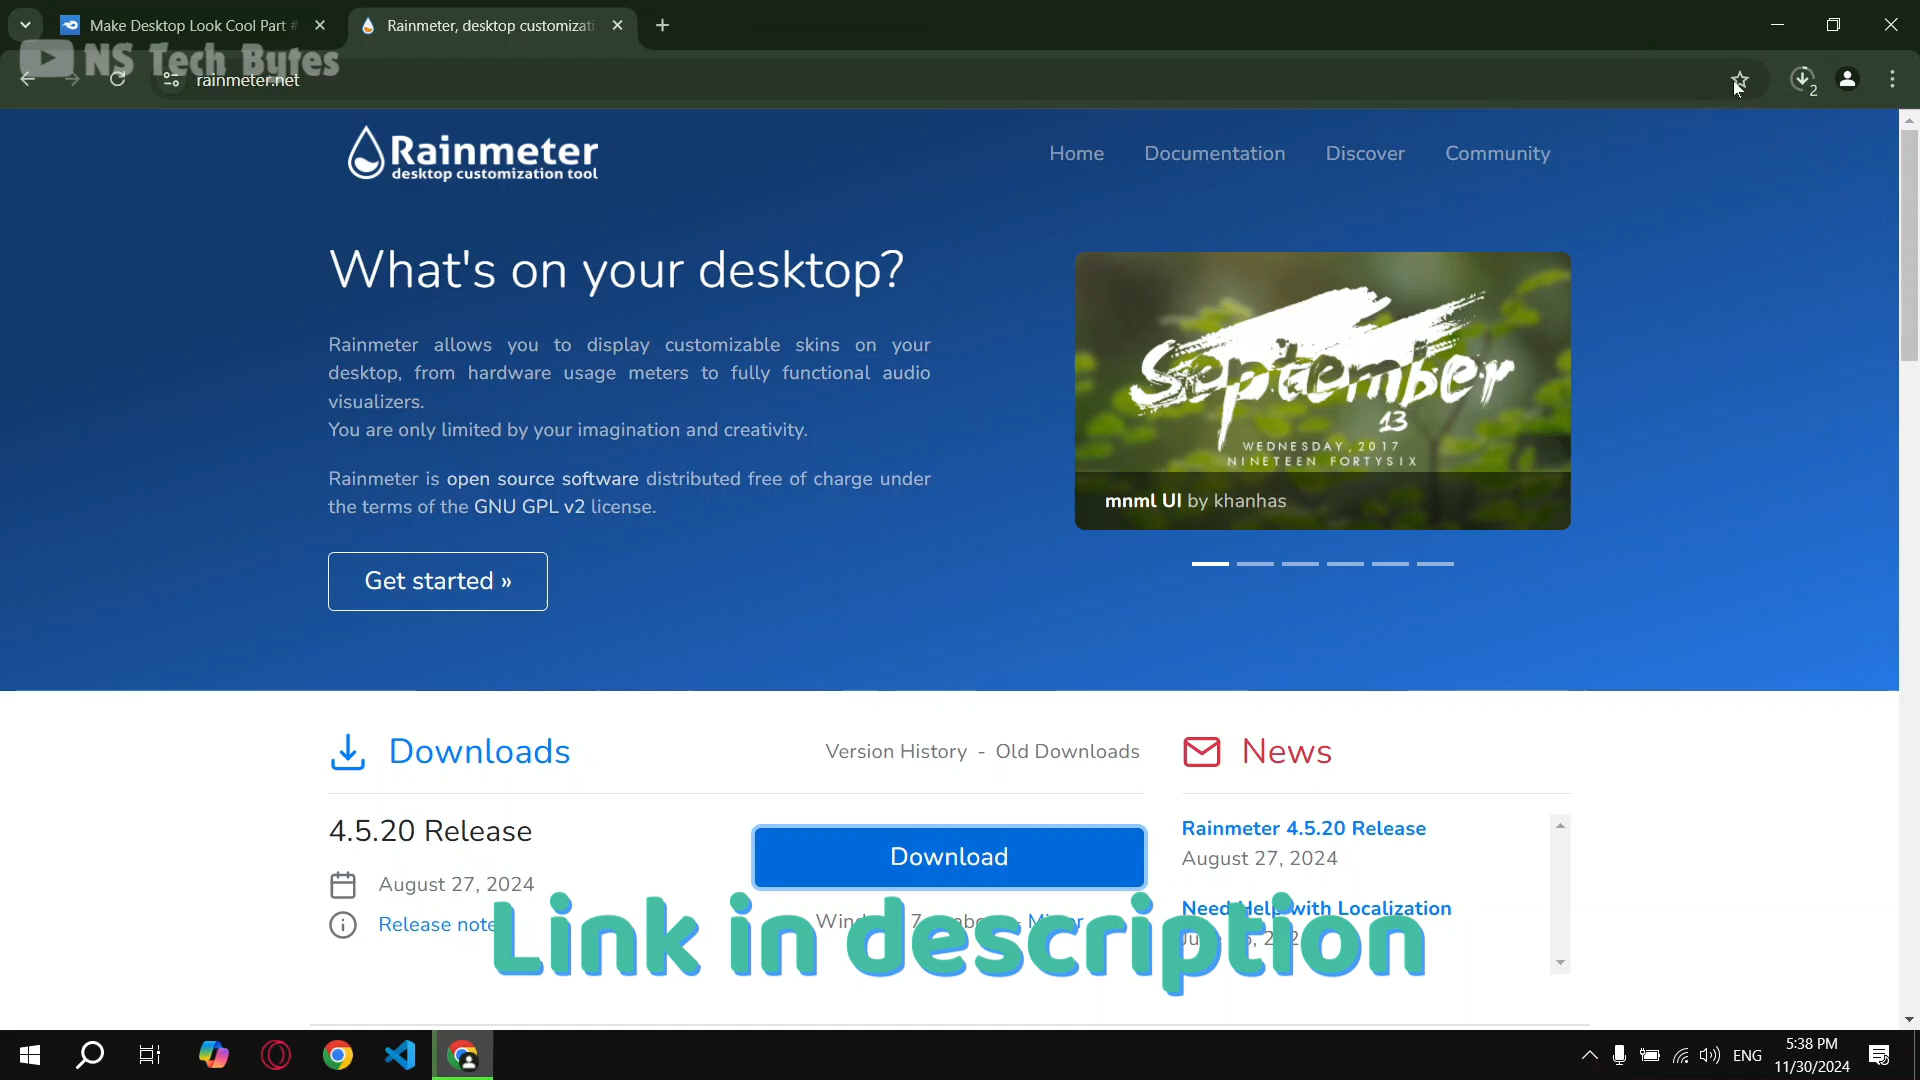 Make Desktop Look Cool Part #
Rainmeter, desktop customizati
NS Tech Bytes
rainmeter.net
2
Rainmeter
desktop customization tool
Home
Documentation
Discover
Community
What's on your desktop?
Rainmeter allows you to display customizable skins on your
desktop, from hardware usage meters to fully functional audio
visualizers.
You are only limited by your imagination and creativity.
Rainmeter is open source software distributed free of charge under
the terms of the GNU GPL v2 license.
Get started »
September
13
WEDNESDAY, 2017
NINETEEN FORTYSIX
mnml UI by khanhas
Downloads
Version History - Old Downloads
News
4.5.20 Release
August 27, 2024
Release note
Download
Rainmeter 4.5.20 Release
August 27, 2024
Need Help with Localization
Link in description
ENG
5:38 PM
11/30/2024